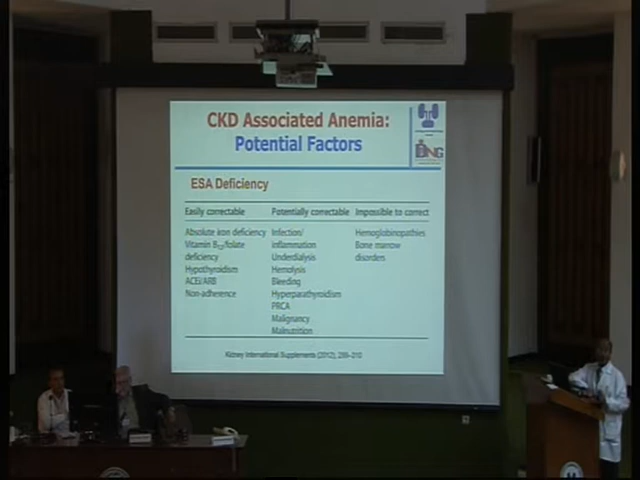 CKD Associated Anemia:
Potential Factors
ESA Deficiency
Easily correctable Potentially correctable Impossible to correct
Absolute iron deficiency Infection/ Hemoglobinopathies
Vitamin B12/folate inflammation Bone marrow
deficiency Underdialysis disorders
Hypothyroidism Hemolysis
ACEi/ARB Bleeding
Non-adherence Hyperparathyroidism
PRCA
Malignancy
Malnutrition
Kidney International Supplements (2012); 299–310